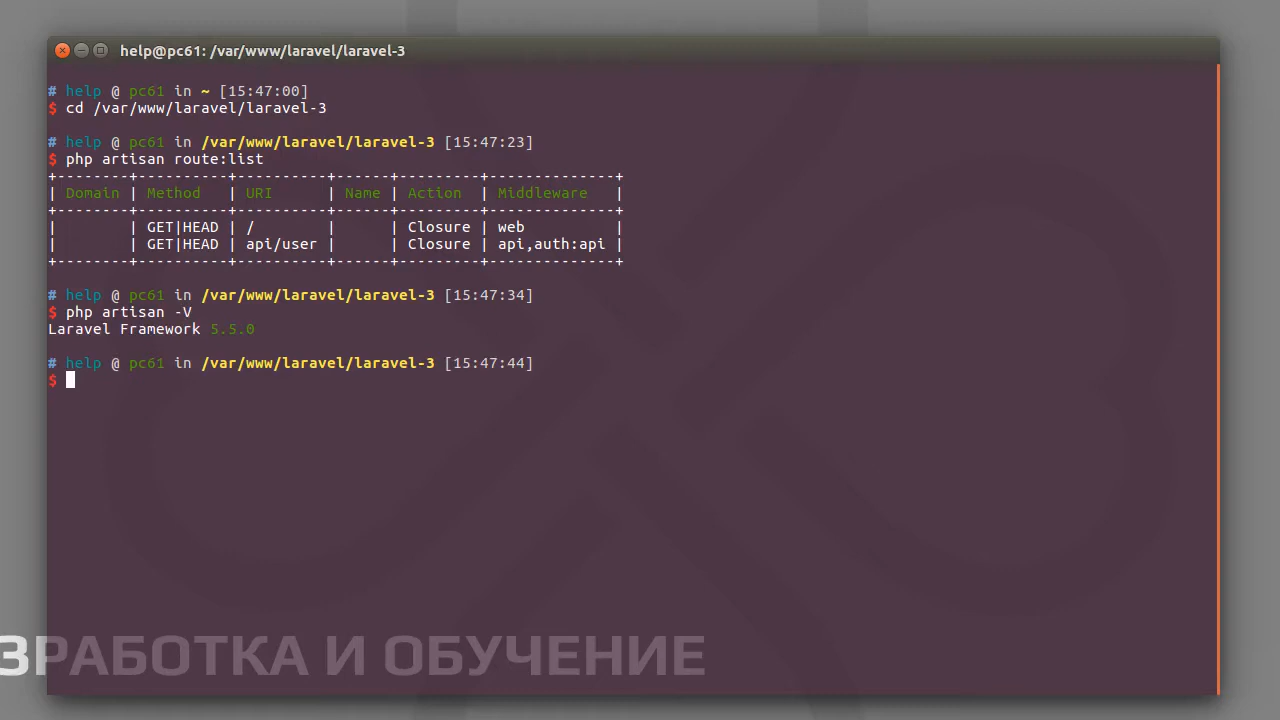 help@pc61: /var/www/laravel/laravel-3
# help @ pc61 in ~ [15:47:00]
$ cd /var/www/laravel/laravel-3
# help @ pc61 in /var/www/laravel/laravel-3 [15:47:23]
$ php artisan route:list
+--------+----------+----------+------+---------+--------------+
| Domain | Method   | URI      | Name | Action  | Middleware   |
+--------+----------+----------+------+---------+--------------+
|        | GET|HEAD | /        |      | Closure | web          |
|        | GET|HEAD | api/user |      | Closure | api,auth:api |
+--------+----------+----------+------+---------+--------------+
# help @ pc61 in /var/www/laravel/laravel-3 [15:47:34]
$ php artisan -V
Laravel Framework 5.5.0
# help @ pc61 in /var/www/laravel/laravel-3 [15:47:44]
$
ЗРАБОТКА И ОБУЧЕНИЕ